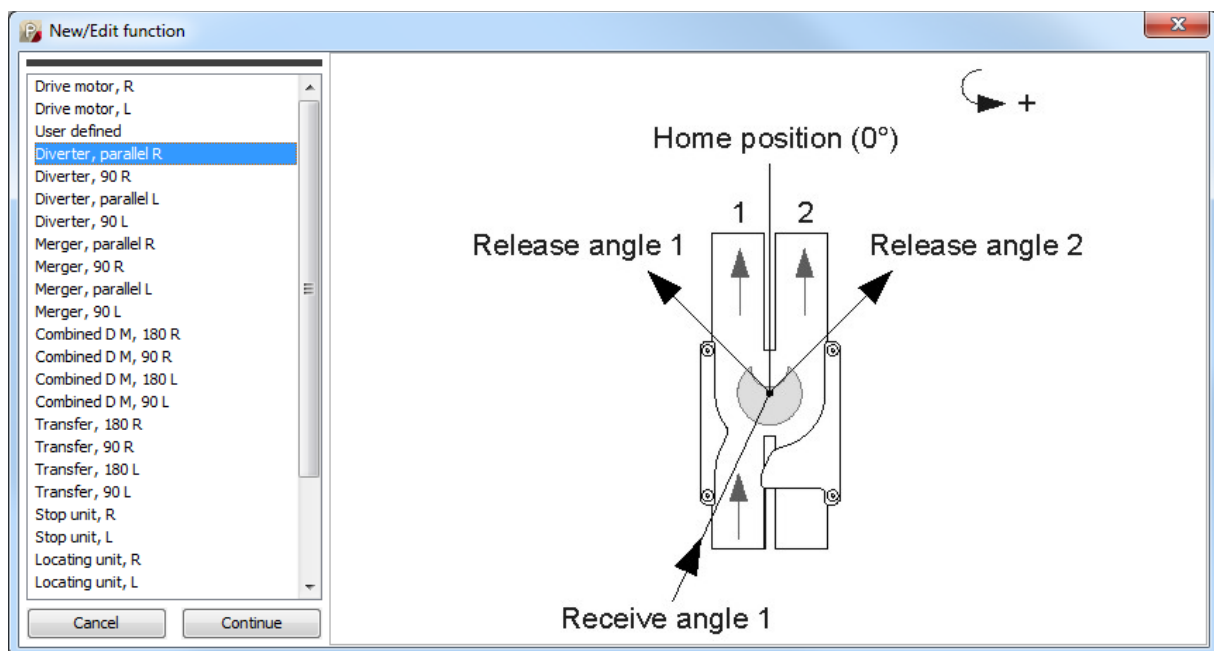 New/Edit function
Drive motor, R
Drive motor, L
User defined
Diverter, parallel R
Diverter, 90 R
Diverter, parallel L
Diverter, 90 L
Merger, parallel R
Merger, 90 R
Merger, parallel L
Merger, 90 L
Combined D M, 180 R
Combined D M, 90 R
Combined D M, 180 L
Combined D M, 90 L
Transfer, 180 R
Transfer, 90 R
Transfer, 180 L
Transfer, 90 L
Stop unit, R
Stop unit, L
Locating unit, R
Locating unit, L
Cancel Continue
+
Home position (0°)
1 2
Release angle 1 Release angle 2
Receive angle 1